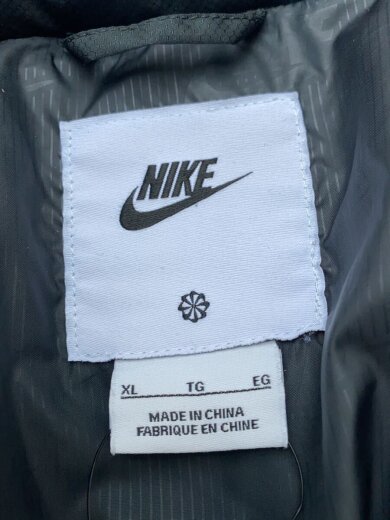 NIKE
XL TG EG
MADE IN CHINA
FABRIQUE EN CHINE